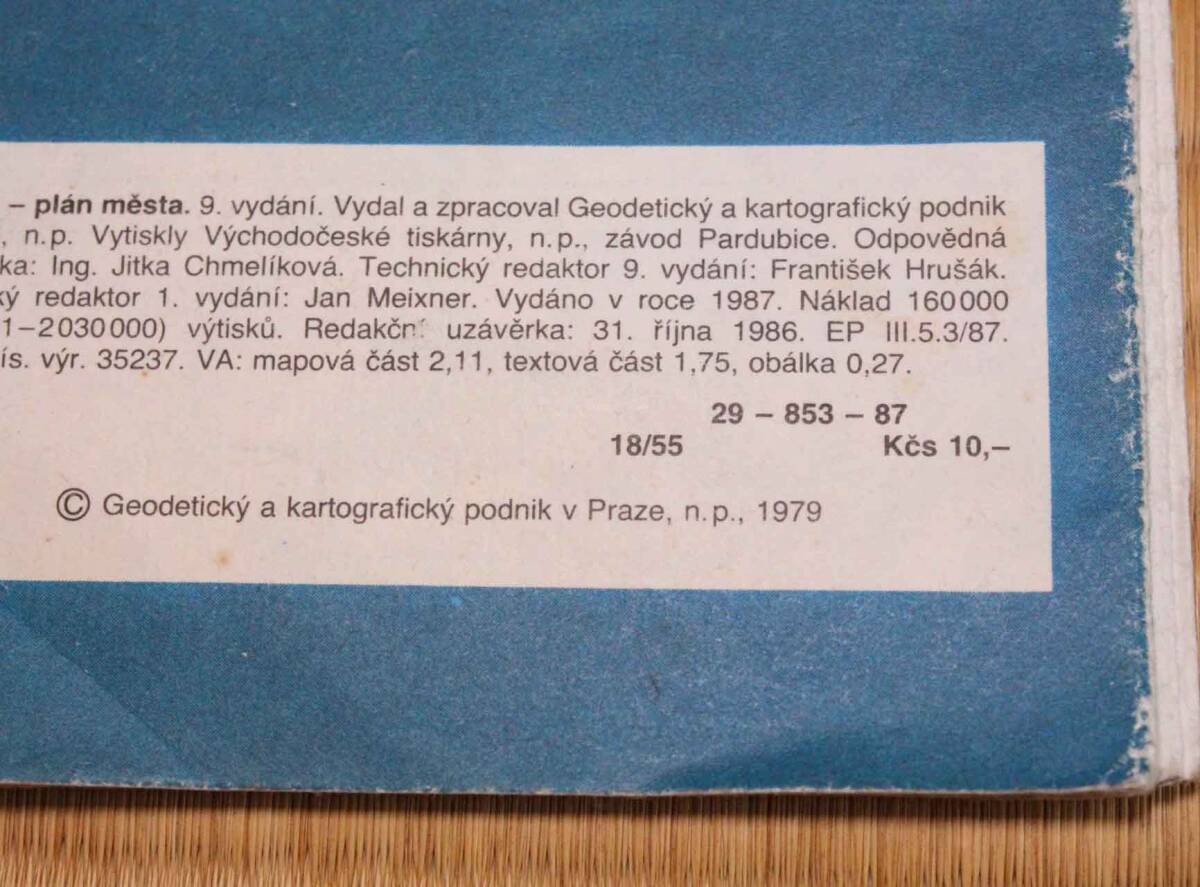 – plán města. 9. vydání. Vydal a zpracoval Geodetický a kartografický podnik
, n.p. Vytiskly Východočeské tiskárny, n.p., závod Pardubice. Odpovědná
ka: Ing. Jitka Chmelíková. Technický redaktor 9. vydání: František Hrušák.
ký redaktor 1. vydání: Jan Meixner. Vydáno v roce 1987. Náklad 160000
1–2030000) výtisků. Redakční uzávěrka: 31. října 1986. EP III.5.3/87.
ís. výr. 35237. VA: mapová část 2,11, textová část 1,75, obálka 0,27.
29 – 853 – 87
18/55 Kčs 10,–
© Geodetický a kartografický podnik v Praze, n.p., 1979